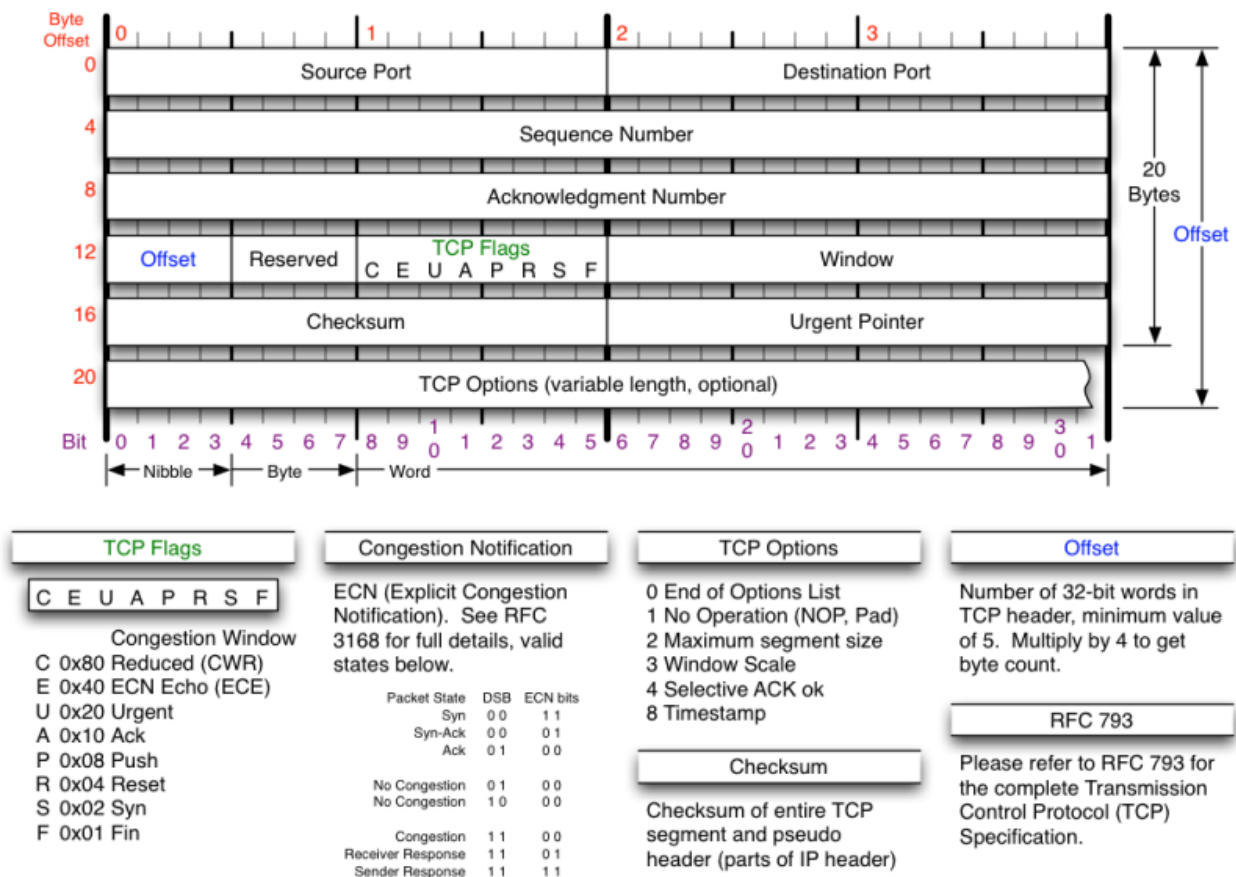 Byte
Offset
0 1 2 3
0 Source Port Destination Port
4 Sequence Number
8 Acknowledgment Number
20
Bytes
Offset
12 Offset Reserved TCP Flags Window
C E U A P R S F
16 Checksum Urgent Pointer
20 TCP Options (variable length, optional)
Bit 0 1 2 3 4 5 6 7 8 9 10 1 2 3 4 5 6 7 8 9 20 1 2 3 4 5 6 7 8 9 30 1
Nibble Byte Word
TCP Flags
C E U A P R S F
Congestion Window
C 0x80 Reduced (CWR)
E 0x40 ECN Echo (ECE)
U 0x20 Urgent
A 0x10 Ack
P 0x08 Push
R 0x04 Reset
S 0x02 Syn
F 0x01 Fin
Congestion Notification
ECN (Explicit Congestion
Notification). See RFC
3168 for full details, valid
states below.
Packet State DSB ECN bits
Syn 0 0 1 1
Syn-Ack 0 0 0 1
Ack 0 1 0 0
No Congestion 0 1 0 0
No Congestion 1 0 0 0
Congestion 1 1 0 0
Receiver Response 1 1 0 1
Sender Response 1 1 1 1
TCP Options
0 End of Options List
1 No Operation (NOP, Pad)
2 Maximum segment size
3 Window Scale
4 Selective ACK ok
8 Timestamp
Checksum
Checksum of entire TCP
segment and pseudo
header (parts of IP header)
Offset
Number of 32-bit words in
TCP header, minimum value
of 5. Multiply by 4 to get
byte count.
RFC 793
Please refer to RFC 793 for
the complete Transmission
Control Protocol (TCP)
Specification.